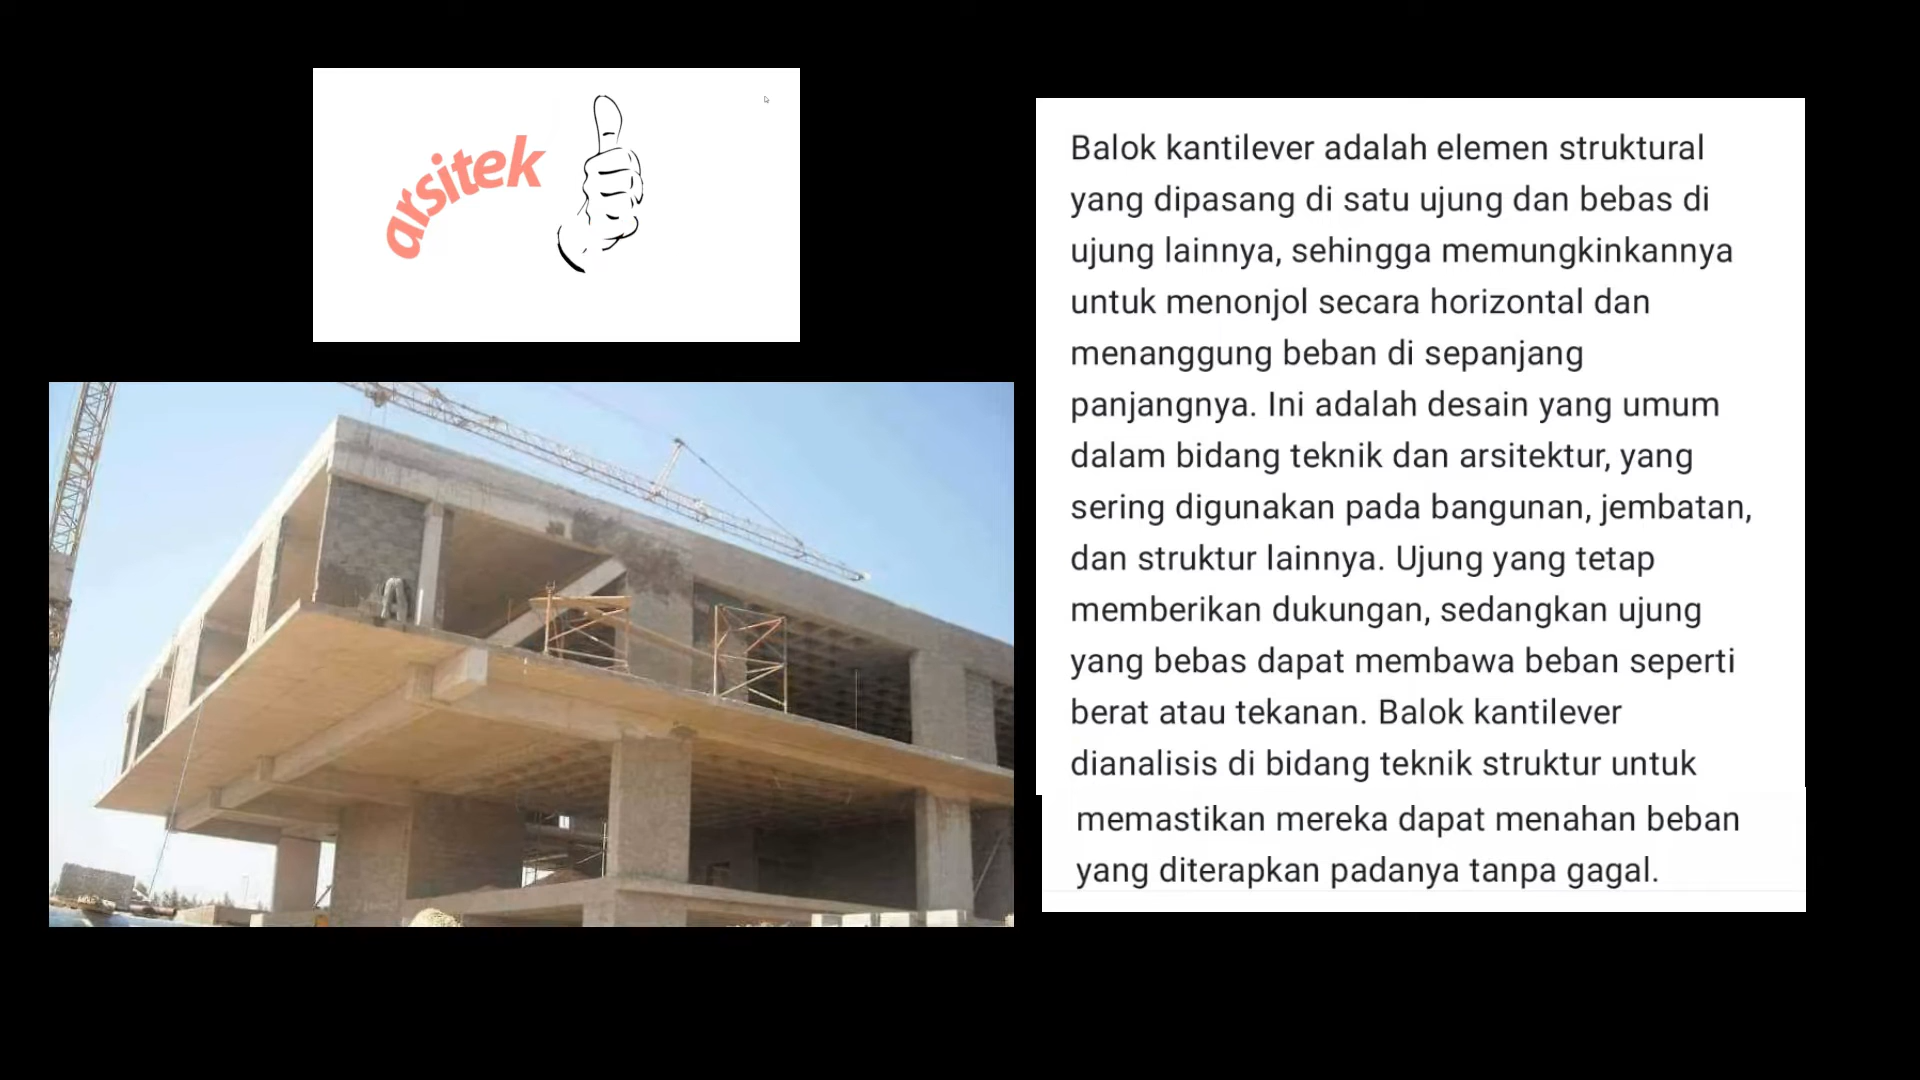 arsitek
Balok kantilever adalah elemen struktural
yang dipasang di satu ujung dan bebas di
ujung lainnya, sehingga memungkinkannya
untuk menonjol secara horizontal dan
menanggung beban di sepanjang
panjangnya. Ini adalah desain yang umum
dalam bidang teknik dan arsitektur, yang
sering digunakan pada bangunan, jembatan,
dan struktur lainnya. Ujung yang tetap
memberikan dukungan, sedangkan ujung
yang bebas dapat membawa beban seperti
berat atau tekanan. Balok kantilever
dianalisis di bidang teknik struktur untuk
memastikan mereka dapat menahan beban
yang diterapkan padanya tanpa gagal.